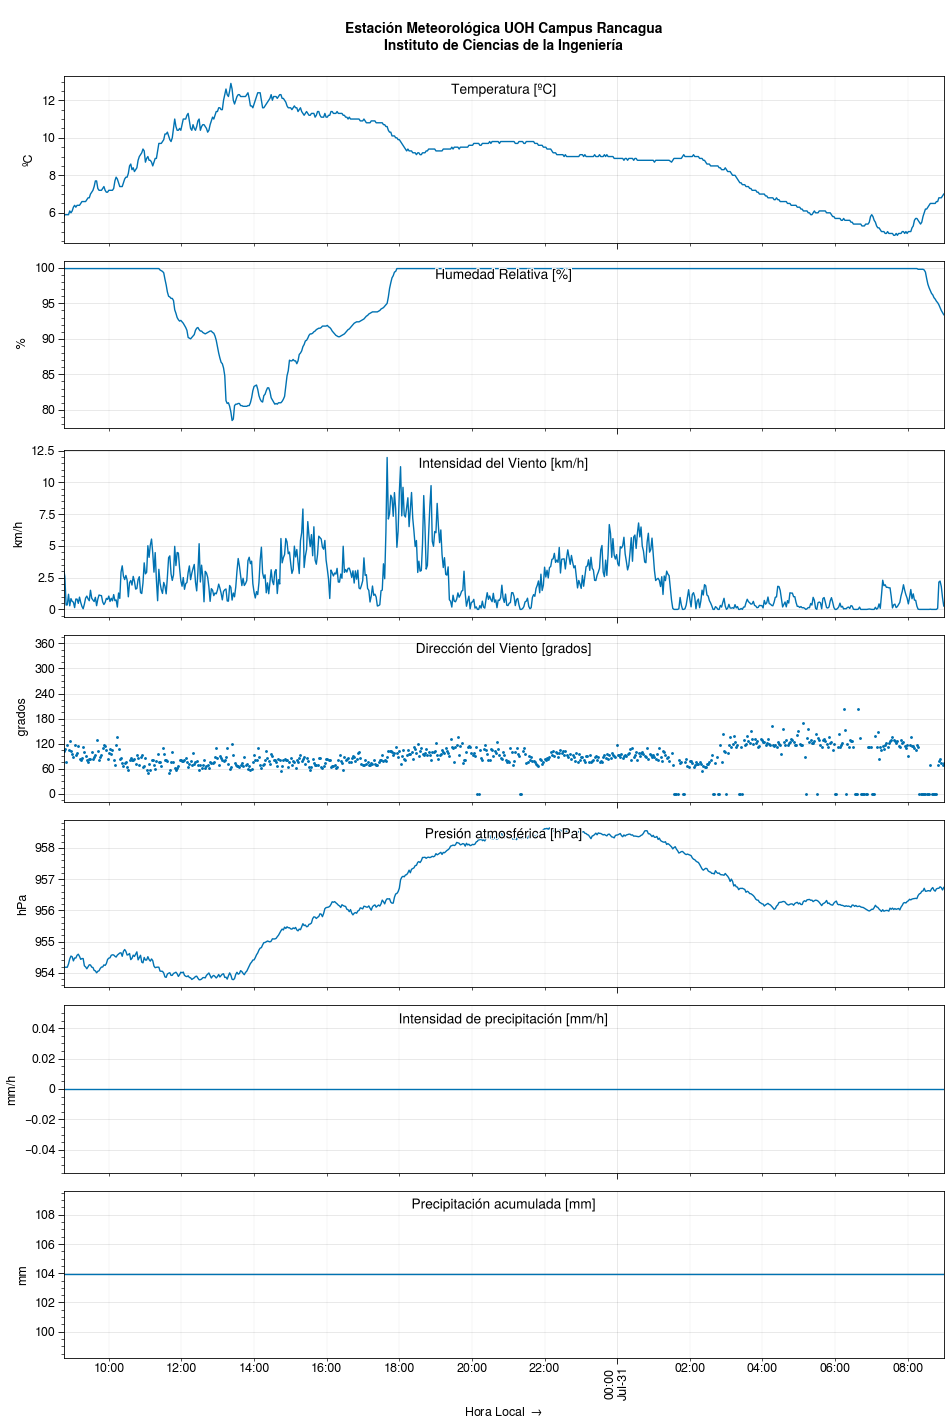 Estación Meteorológica UOH Campus Rancagua
Instituto de Ciencias de la Ingeniería
Temperatura [ºC]
12
10
8
6
ºC
Humedad Relativa [%]
100
95
90
85
80
%
Intensidad del Viento [km/h]
12.5
10
7.5
5
2.5
0
km/h
Dirección del Viento [grados]
360
300
240
180
120
60
0
grados
Presión atmosférica [hPa]
958
957
956
955
954
hPa
Intensidad de precipitación [mm/h]
0.04
0.02
0
−0.02
−0.04
mm/h
Precipitación acumulada [mm]
108
106
104
102
100
mm
10:00 12:00 14:00 16:00 18:00 20:00 22:00 00:00 02:00 04:00 06:00 08:00
Jul-31
Hora Local →